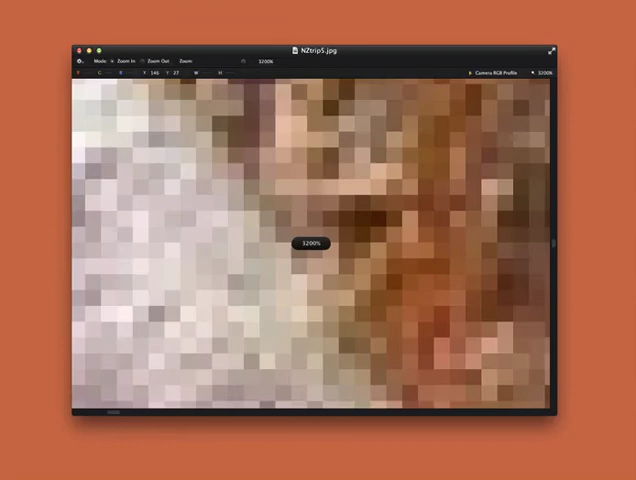 NZtrip5.jpg
Mode: Zoom In Zoom Out Zoom: 3200%
R G B X 146 Y 27 W H Camera RGB Profile 3200%
3200%